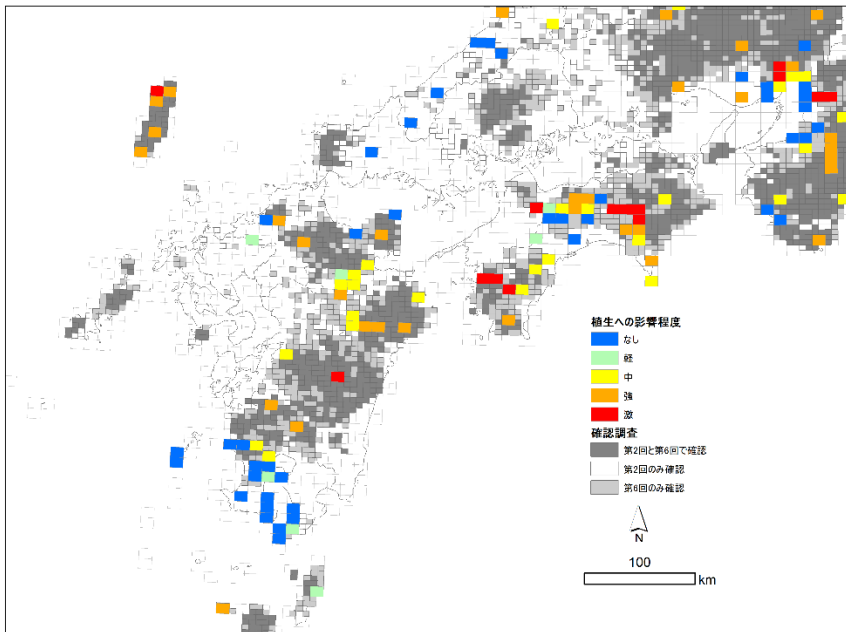 植生への影響程度
なし
軽
中
強
激
確認調査
第2回と第6回で確認
第2回のみ確認
第6回のみ確認
N
100
km